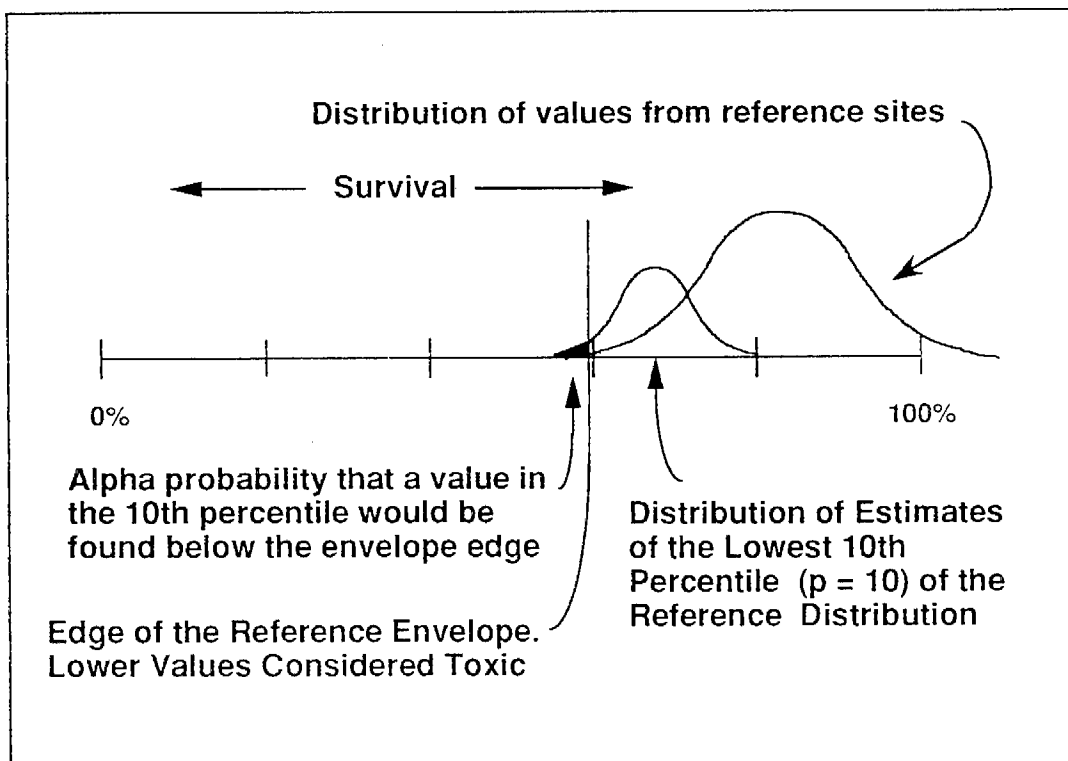 Distribution of values from reference sites
Survival
0%
100%
Alpha probability that a value in
the 10th percentile would be
found below the envelope edge
Distribution of Estimates
of the Lowest 10th
Percentile (p = 10) of the
Reference Distribution
Edge of the Reference Envelope.
Lower Values Considered Toxic